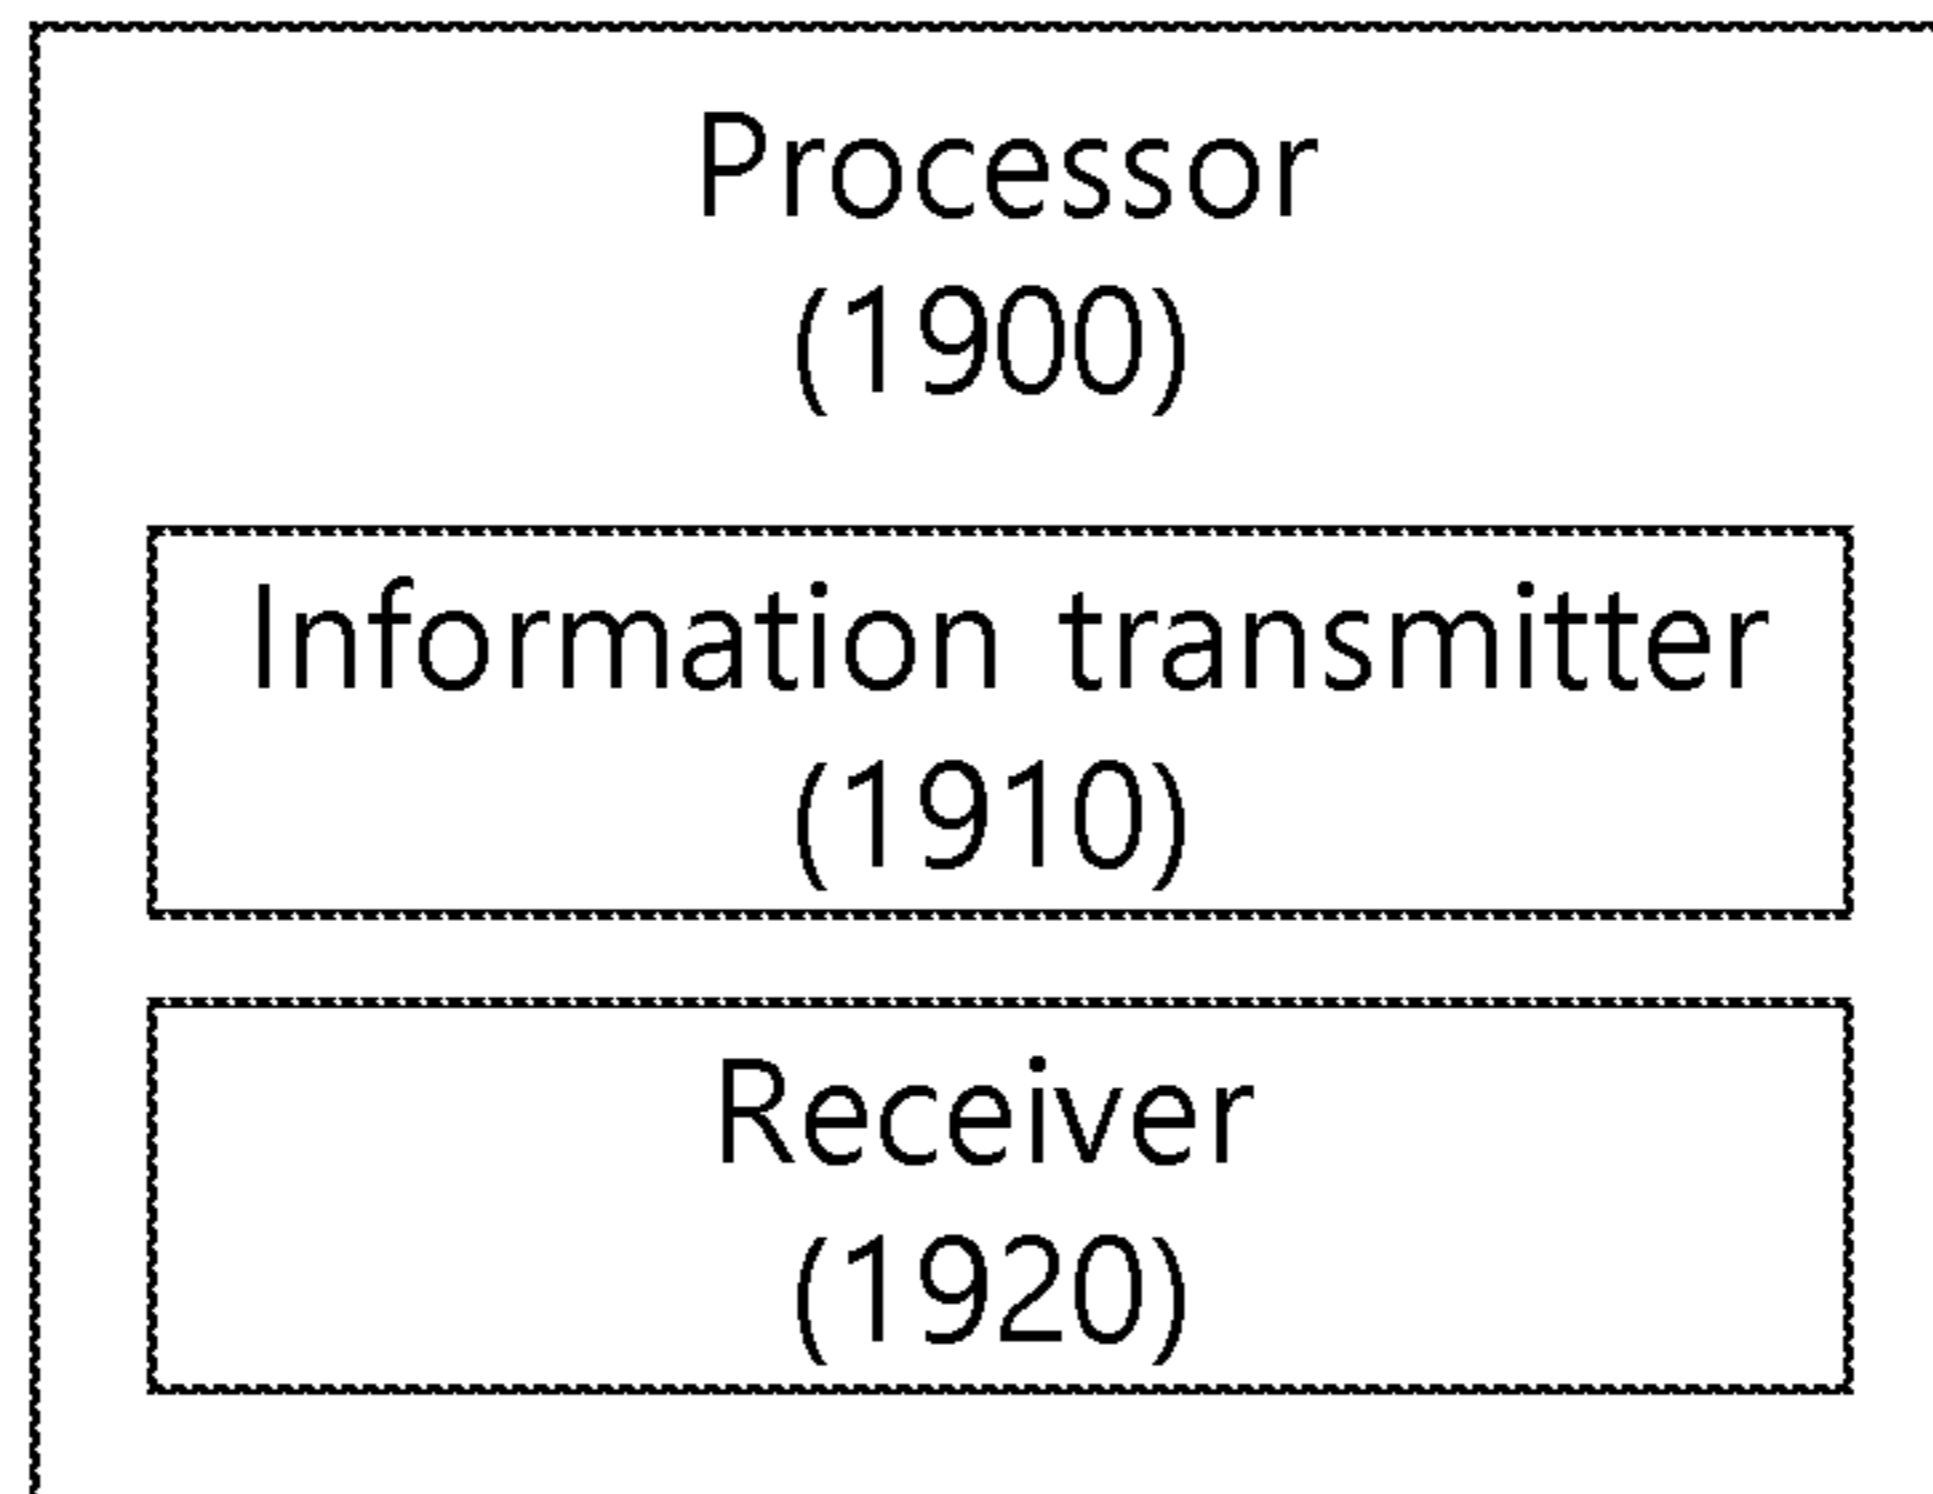 Processor
(1900)
Information transmitter
(1910)
Receiver
(1920)